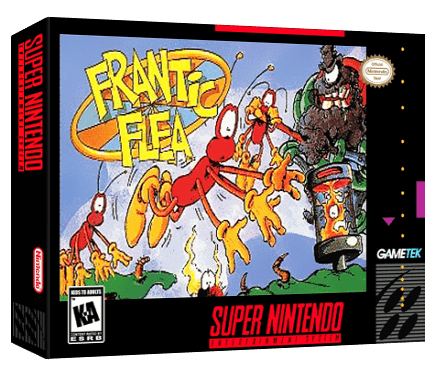 FRANTIC
FLEA
Official
Nintendo
Seal
SUPER NINTENDO
Nintendo
GAMETEK
KIDS TO ADULTS
K-A
CONTENT RATED BY
ESRB
SUPER NINTENDO
ENTERTAINMENT SYSTEM